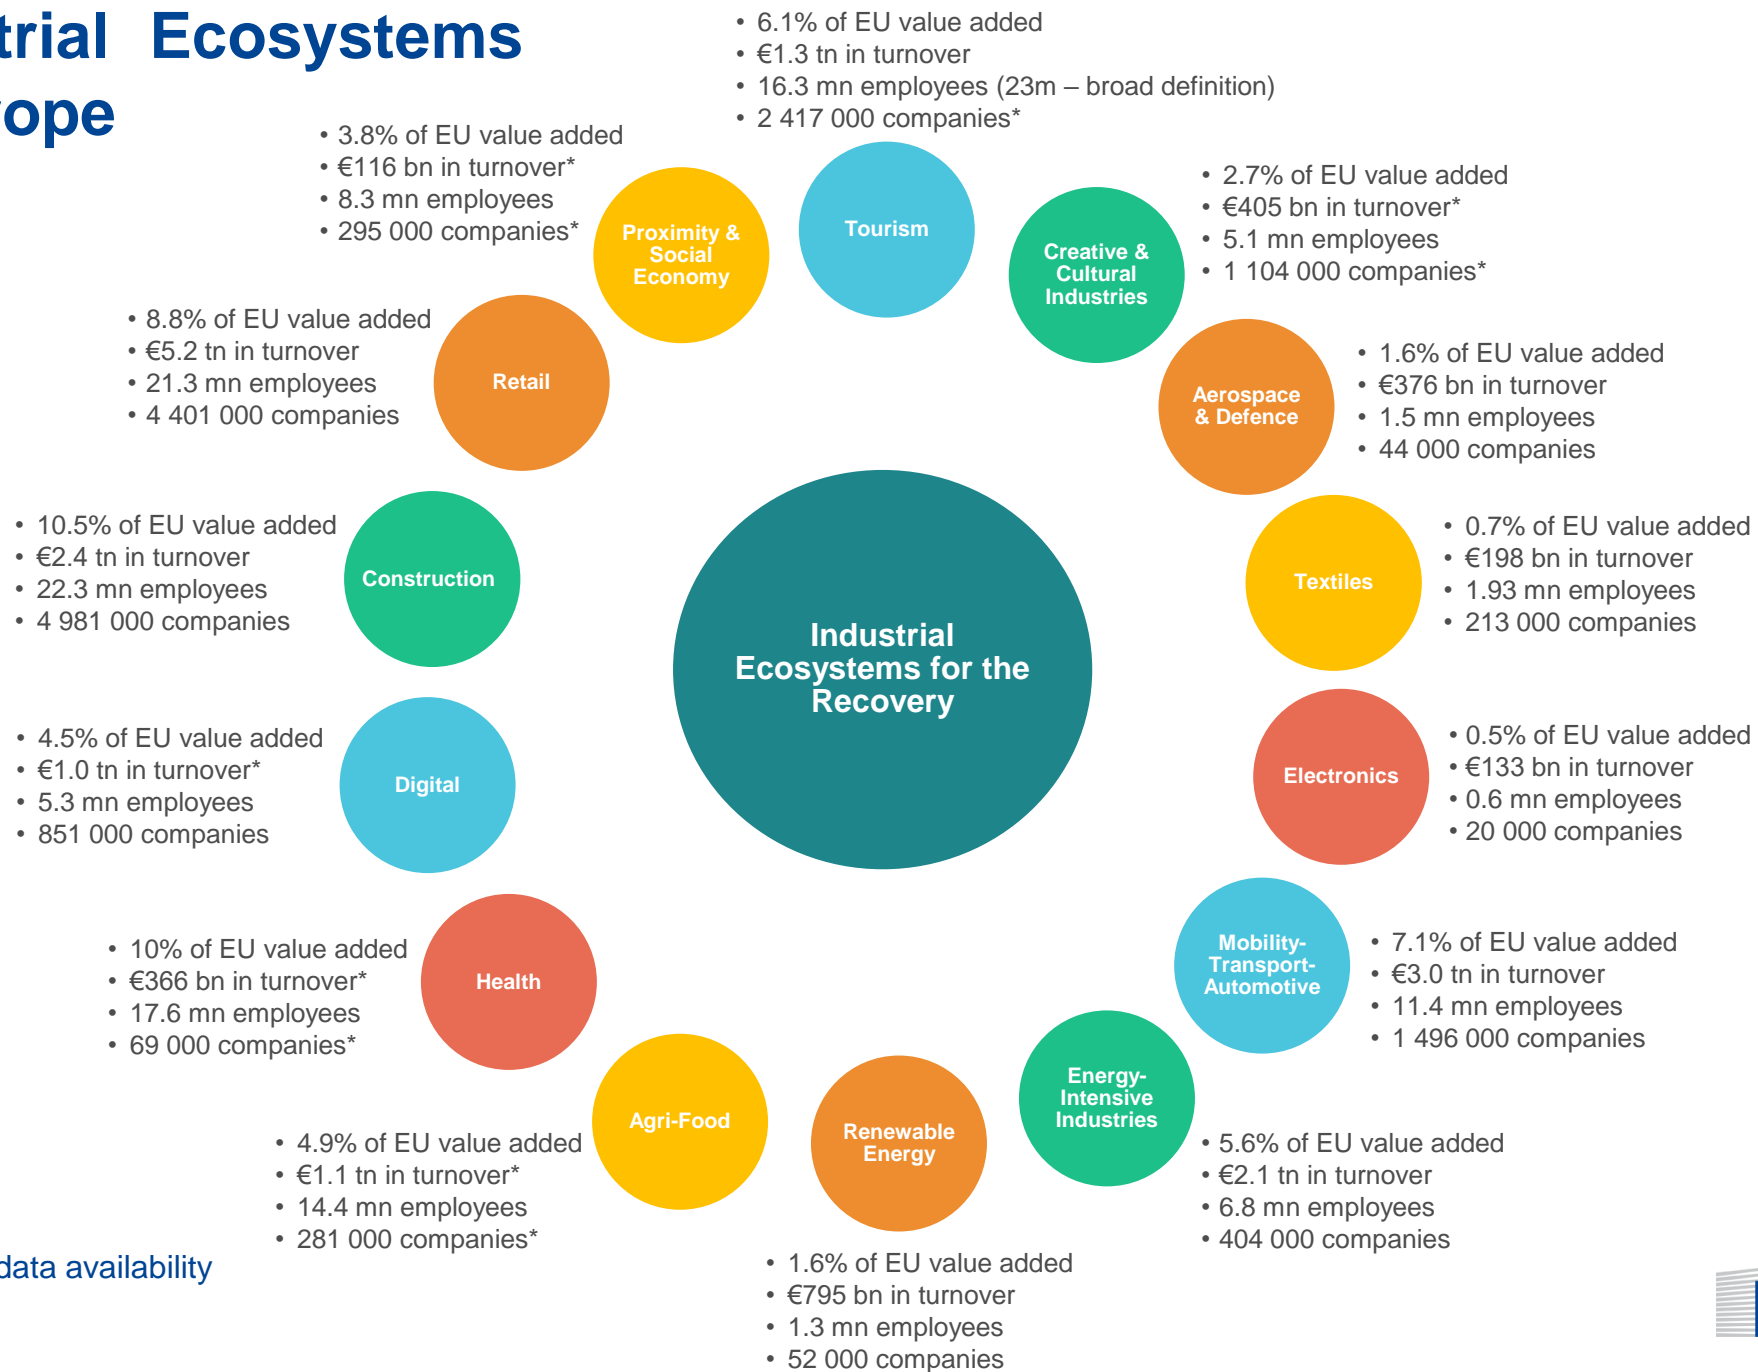 Ecosystems
• 6.1% of EU value added
• €1.3 tn in turnover
• 16.3 mn employees (23m – broad definition)
• 2 417 000 companies*
Tourism
• 3.8% of EU value added
• €116 bn in turnover*
• 8.3 mn employees
• 295 000 companies*
Proximity &
Social
Economy
• 2.7% of EU value added
• €405 bn in turnover*
• 5.1 mn employees
• 1 104 000 companies*
Creative &
Cultural
Industries
• 8.8% of EU value added
• €5.2 tn in turnover
• 21.3 mn employees
• 4 401 000 companies
Retail
• 1.6% of EU value added
• €376 bn in turnover
• 1.5 mn employees
• 44 000 companies
Aerospace
& Defence
• 10.5% of EU value added
• €2.4 tn in turnover
• 22.3 mn employees
• 4 981 000 companies
Construction
• 0.7% of EU value added
• €198 bn in turnover
• 1.93 mn employees
• 213 000 companies
Textiles
Industrial
Ecosystems for the
Recovery
• 4.5% of EU value added
• €1.0 tn in turnover*
• 5.3 mn employees
• 851 000 companies
Digital
• 0.5% of EU value added
• €133 bn in turnover
• 0.6 mn employees
• 20 000 companies
Electronics
• 10% of EU value added
• €366 bn in turnover*
• 17.6 mn employees
• 69 000 companies*
Health
• 7.1% of EU value added
• €3.0 tn in turnover
• 11.4 mn employees
• 1 496 000 companies
Mobility-
Transport-
Automotive
• 4.9% of EU value added
• €1.1 tn in turnover*
• 14.4 mn employees
• 281 000 companies*
Agri-Food
Renewable
Energy
• 1.6% of EU value added
• €795 bn in turnover
• 1.3 mn employees
• 52 000 companies
Energy-
Intensive
Industries
• 5.6% of EU value added
• €2.1 tn in turnover
• 6.8 mn employees
• 404 000 companies
data availability